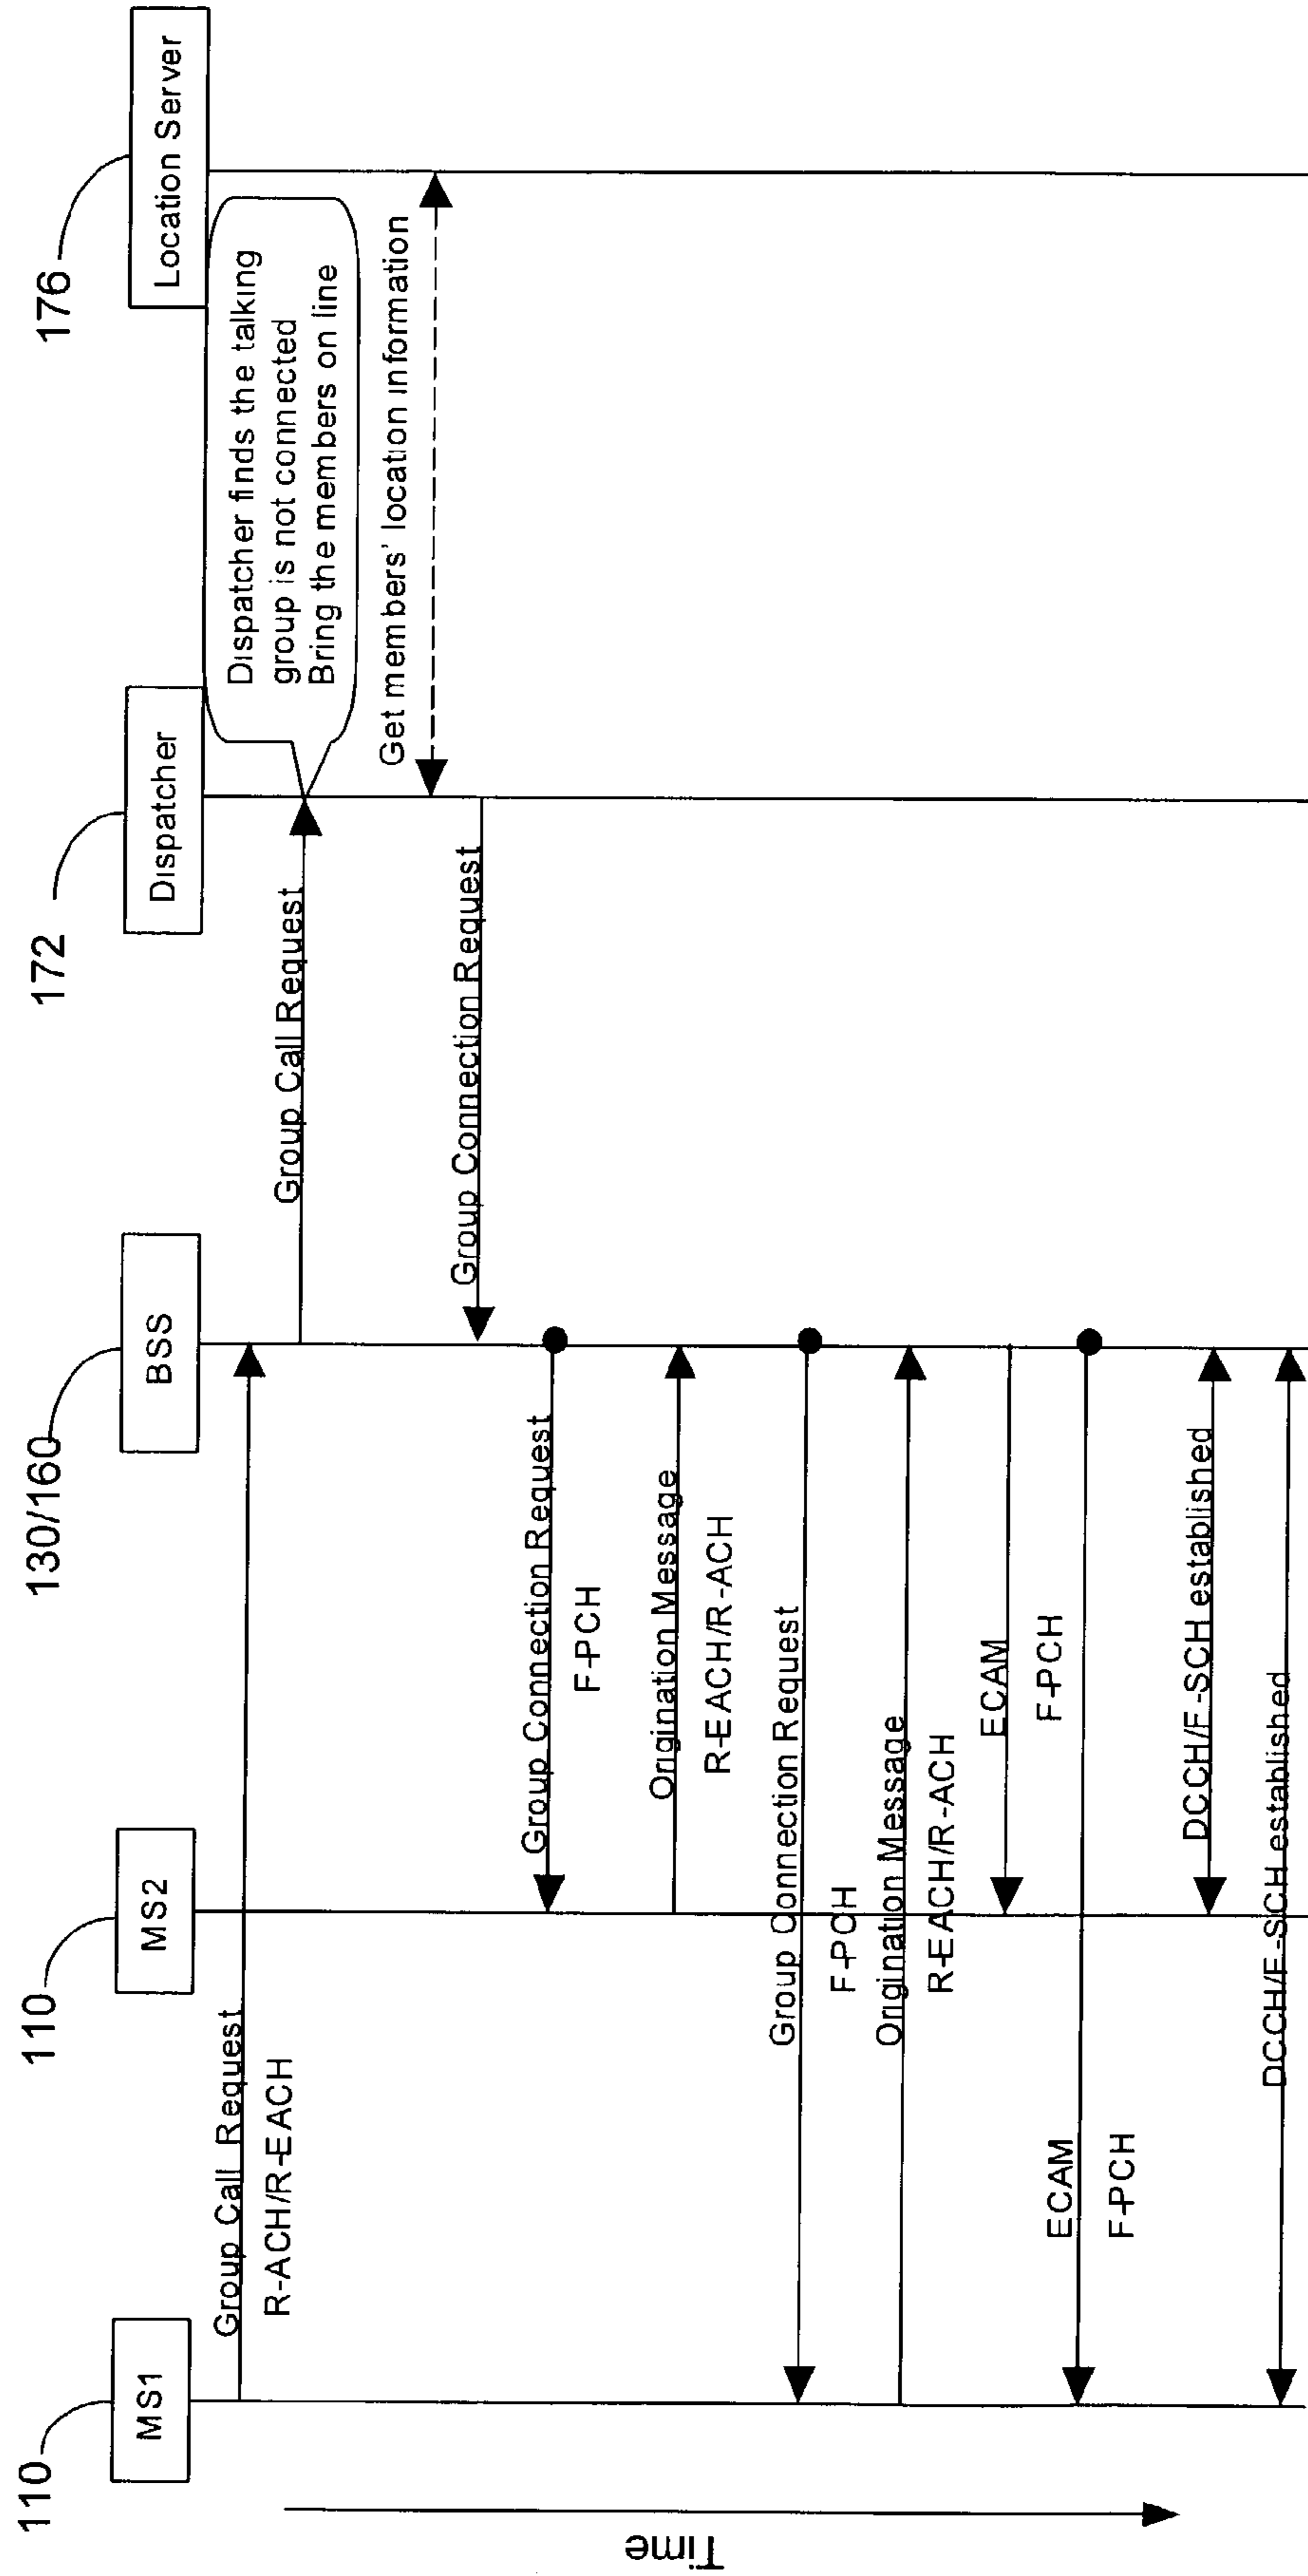 110
110
130/160
172
176
MS1
MS2
BSS
Dispatcher
Location Server
Time
Group Call Request
R-ACH/R-EACH
Group Call Request
Dispatcher finds the talking
group is not connected
Bring the members on line
Get members' location information
Group Connection Request
Group Connection Request
F-PCH
Origination Message
R-EACH/R-ACH
Group Connection Request
F-PCH
Origination Message
R-EACH/R-ACH
ECAM
F-PCH
ECAM
F-PCH
DCCH/F-SCH established
DCCH/F-SCH established